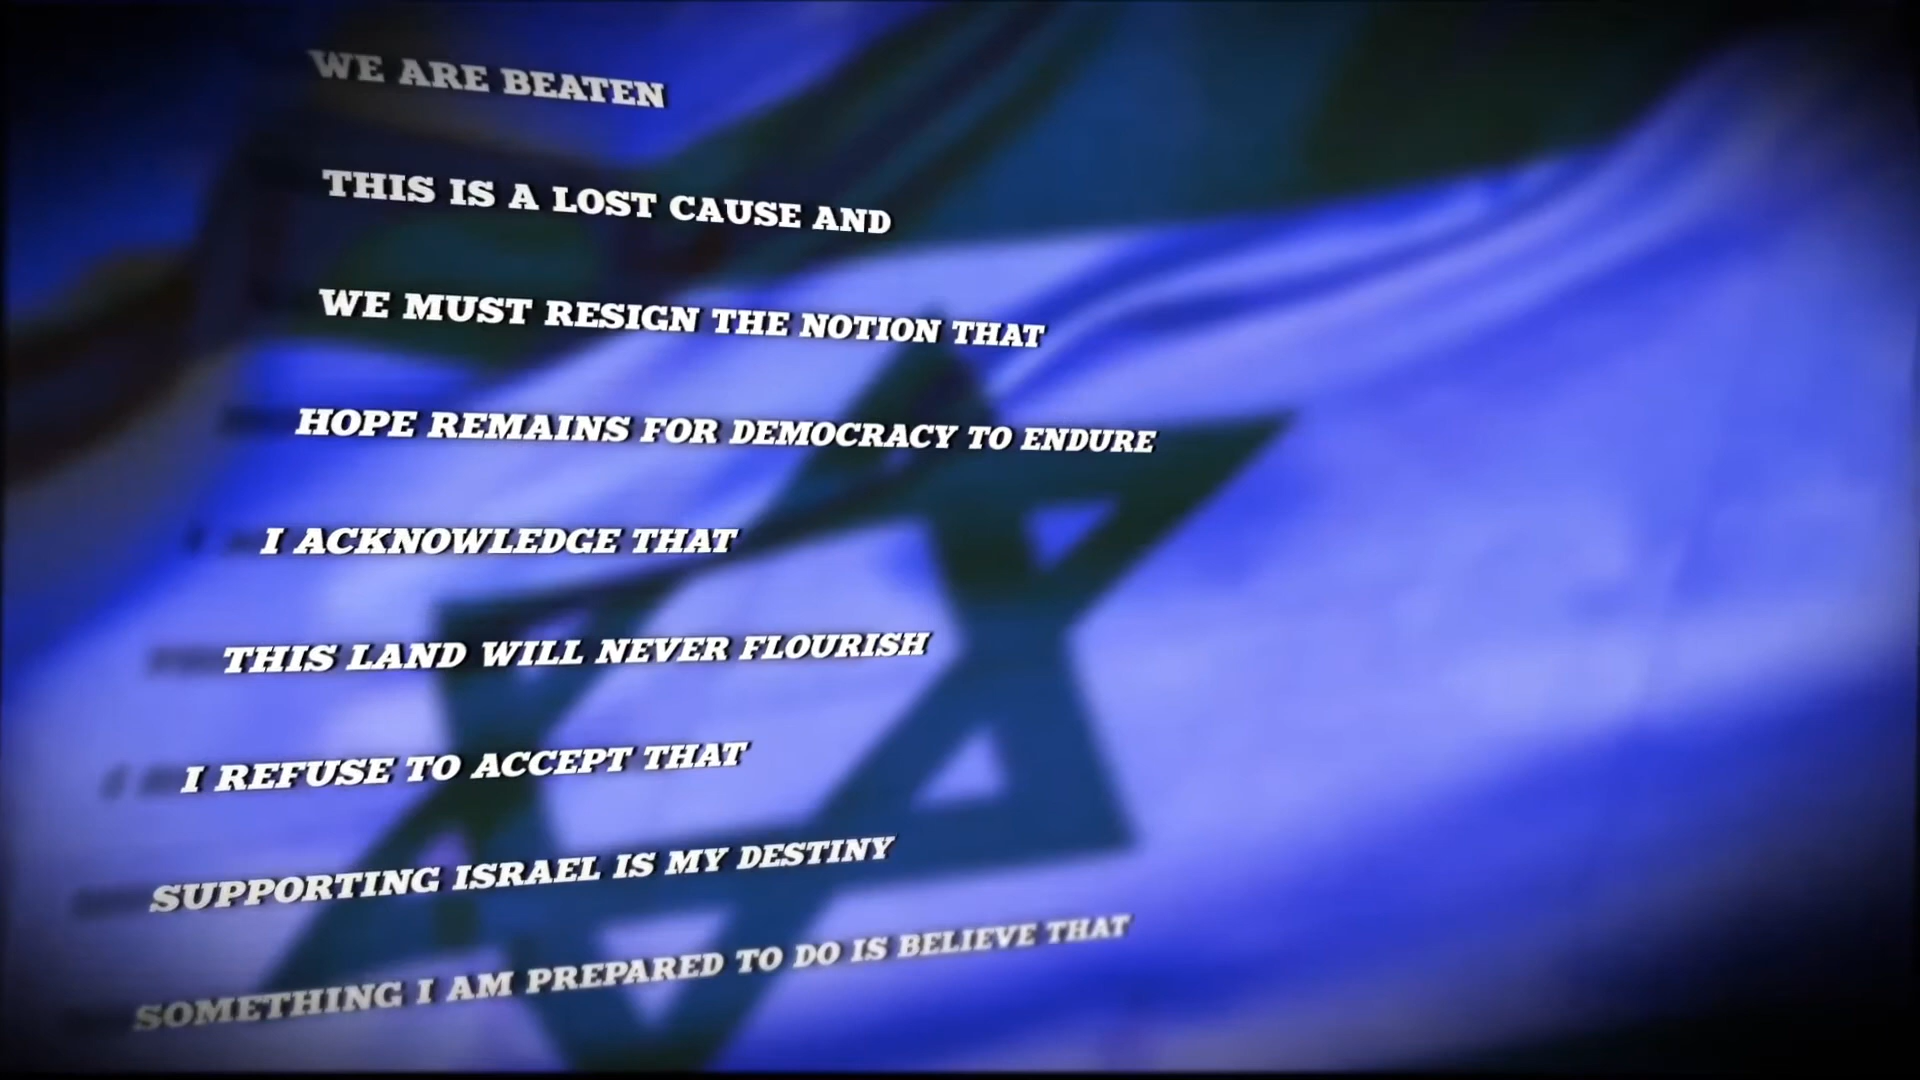 WE ARE BEATEN
THIS IS A LOST CAUSE AND
WE MUST RESIGN THE NOTION THAT
HOPE REMAINS FOR DEMOCRACY TO ENDURE
I ACKNOWLEDGE THAT
THIS LAND WILL NEVER FLOURISH
I REFUSE TO ACCEPT THAT
SUPPORTING ISRAEL IS MY DESTINY
SOMETHING I AM PREPARED TO DO IS BELIEVE THAT